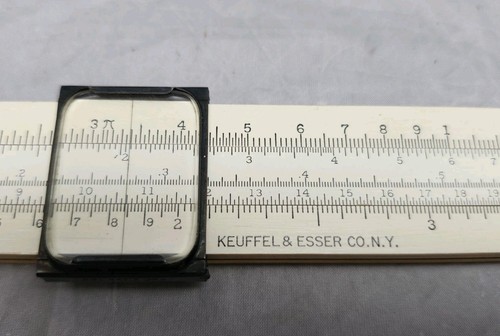 3 π 4 5 6 7 8 9 1
2 3 4 5 6 7
.2 .3 .4 .5
9 10 11 12 13 14 15 16 17 18
5 6 7 8 9 2 3
KEUFFEL & ESSER CO. N.Y.